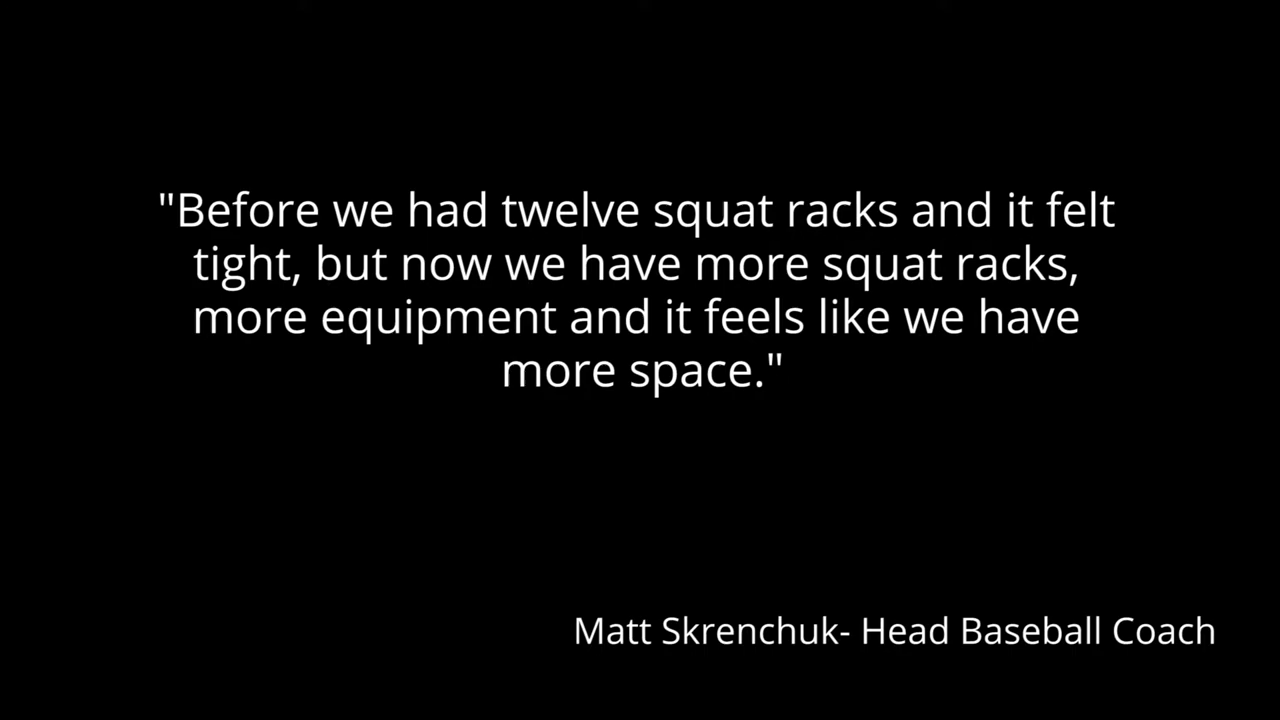 "Before we had twelve squat racks and it felt
tight, but now we have more squat racks,
more equipment and it feels like we have
more space."
Matt Skrenchuk- Head Baseball Coach